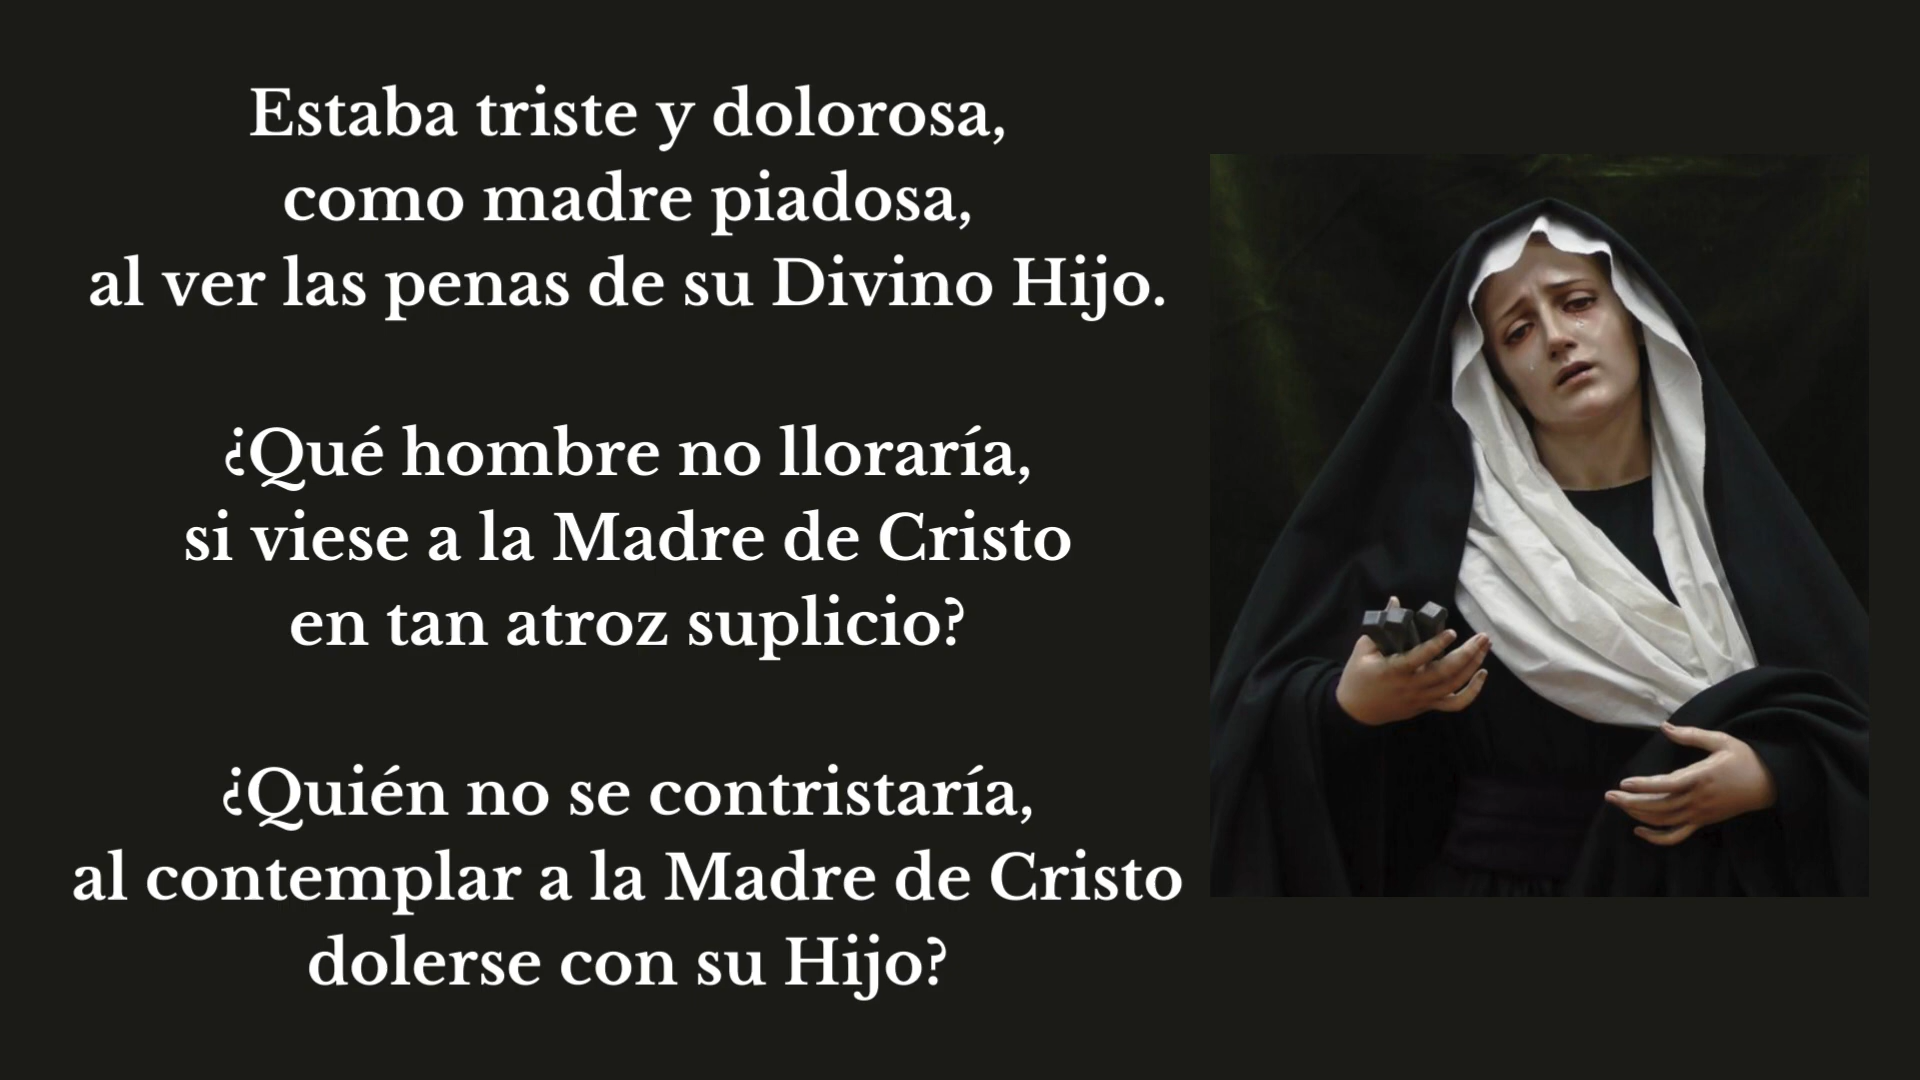 Estaba triste y dolorosa,
como madre piadosa,
al ver las penas de su Divino Hijo.
¿Qué hombre no lloraría,
si viese a la Madre de Cristo
en tan atroz suplicio?
¿Quién no se contristaría,
al contemplar a la Madre de Cristo
dolerse con su Hijo?